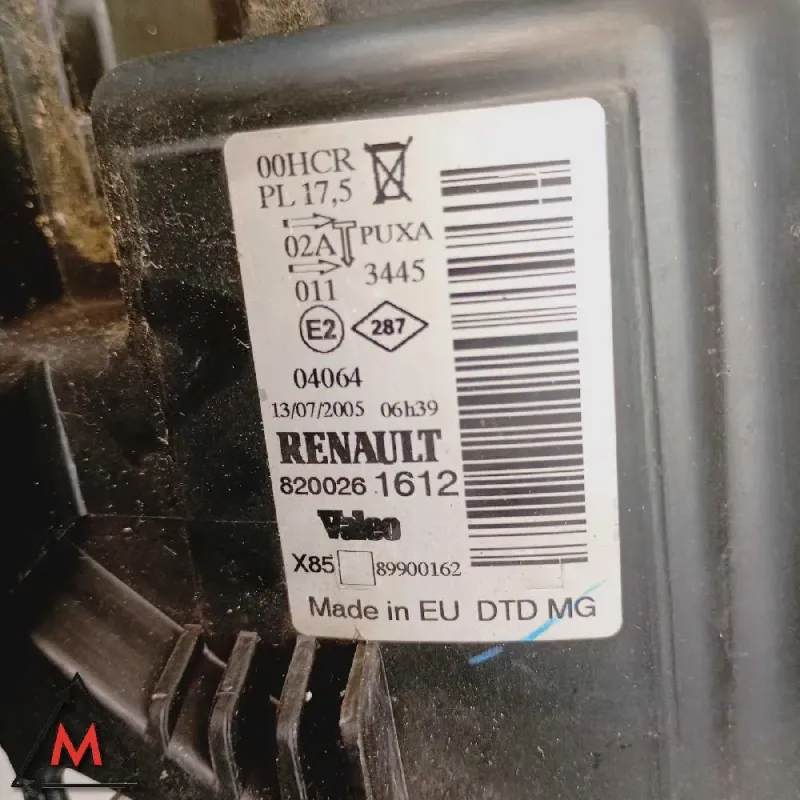 00HCR
PL 17,5
02A PUXA
011 3445
E2 287
04064
13/07/2005 06h39
RENAULT
820026 1612
Valeo
X85 89900162
Made in EU DTD MG
M